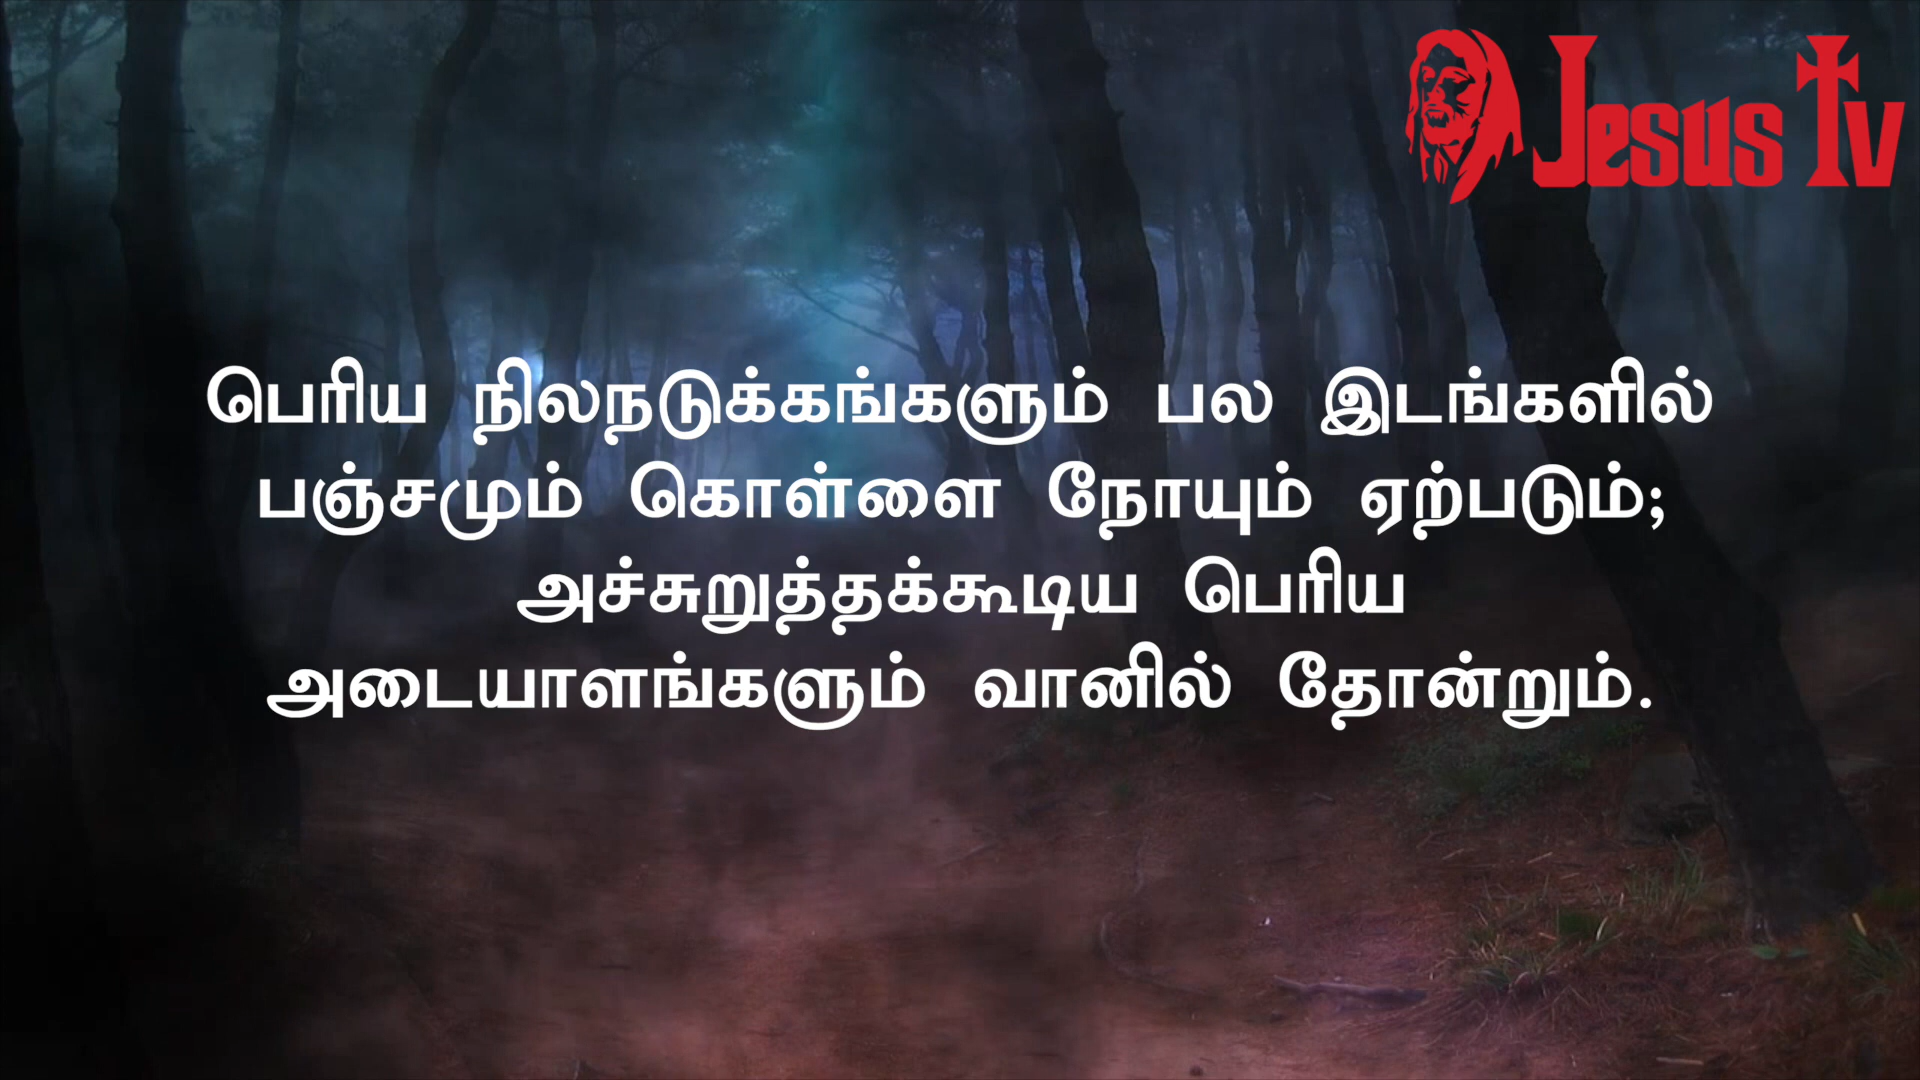 Jesus Tv
பெரிய நிலநடுக்கங்களும் பல இடங்களில்
பஞ்சமும் கொள்ளை நோயும் ஏற்படும்;
அச்சுறுத்தக்கூடிய பெரிய
அடையாளங்களும் வானில் தோன்றும்.